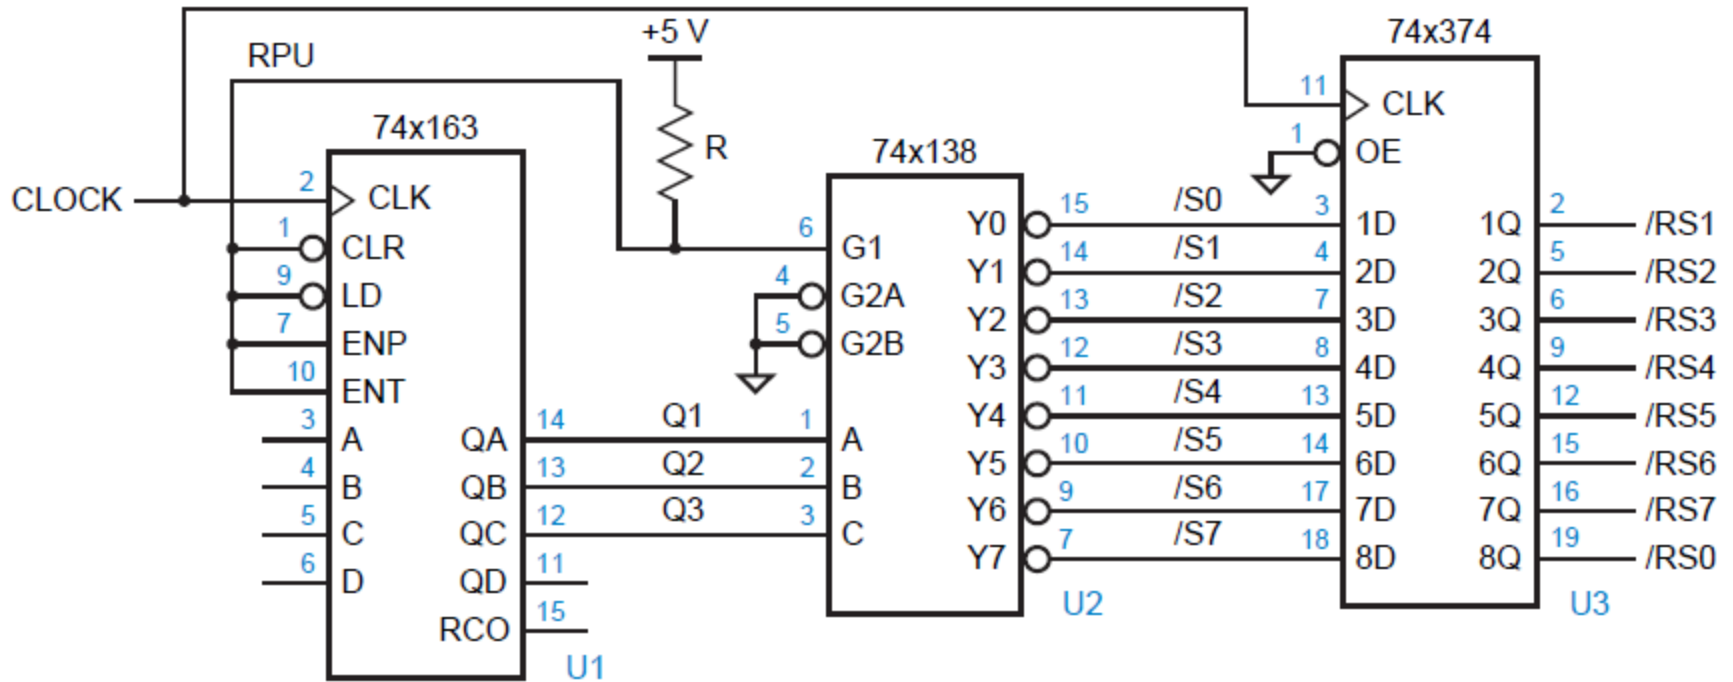 +5 V
74x374
RPU
R
11 CLK
1 OE
74x163
74x138
CLOCK
2 CLK
1 CLR
9 LD
7 ENP
10 ENT
3 A
4 B
5 C
6 D
QA 14 Q1
QB 13 Q2
QC 12 Q3
QD 11
RCO 15
U1
6 G1
4 G2A
5 G2B
1 A
2 B
3 C
Y0 15 /S0
Y1 14 /S1
Y2 13 /S2
Y3 12 /S3
Y4 11 /S4
Y5 10 /S5
Y6 9 /S6
Y7 7 /S7
U2
3 1D
4 2D
7 3D
8 4D
13 5D
14 6D
17 7D
18 8D
1Q 2 /RS1
2Q 5 /RS2
3Q 6 /RS3
4Q 9 /RS4
5Q 12 /RS5
6Q 15 /RS6
7Q 16 /RS7
8Q 19 /RS0
U3